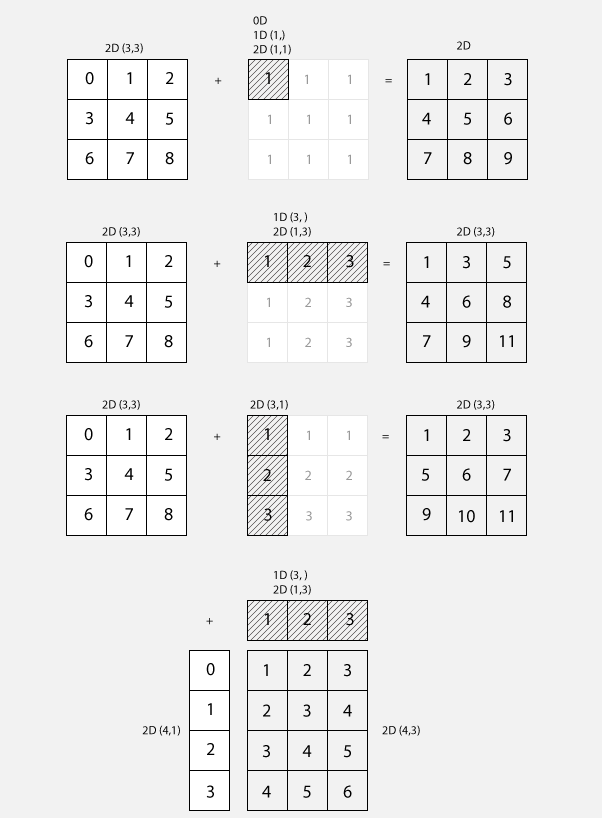 0D
1D (1,)
2D (3,3) 2D (1,1) 2D
0 1 2 + 1 1 1 = 1 2 3
3 4 5 1 1 1 4 5 6
6 7 8 1 1 1 7 8 9
1D (3, )
2D (3,3) 2D (1,3) 2D (3,3)
0 1 2 + 1 2 3 = 1 3 5
3 4 5 1 2 3 4 6 8
6 7 8 1 2 3 7 9 11
2D (3,3) 2D (3,1) 2D (3,3)
0 1 2 + 1 1 1 = 1 2 3
3 4 5 2 2 2 5 6 7
6 7 8 3 3 3 9 10 11
1D (3, )
2D (1,3)
+ 1 2 3
0 1 2 3
1 2 3 4
2D (4,1) 2D (4,3)
2 3 4 5
3 4 5 6